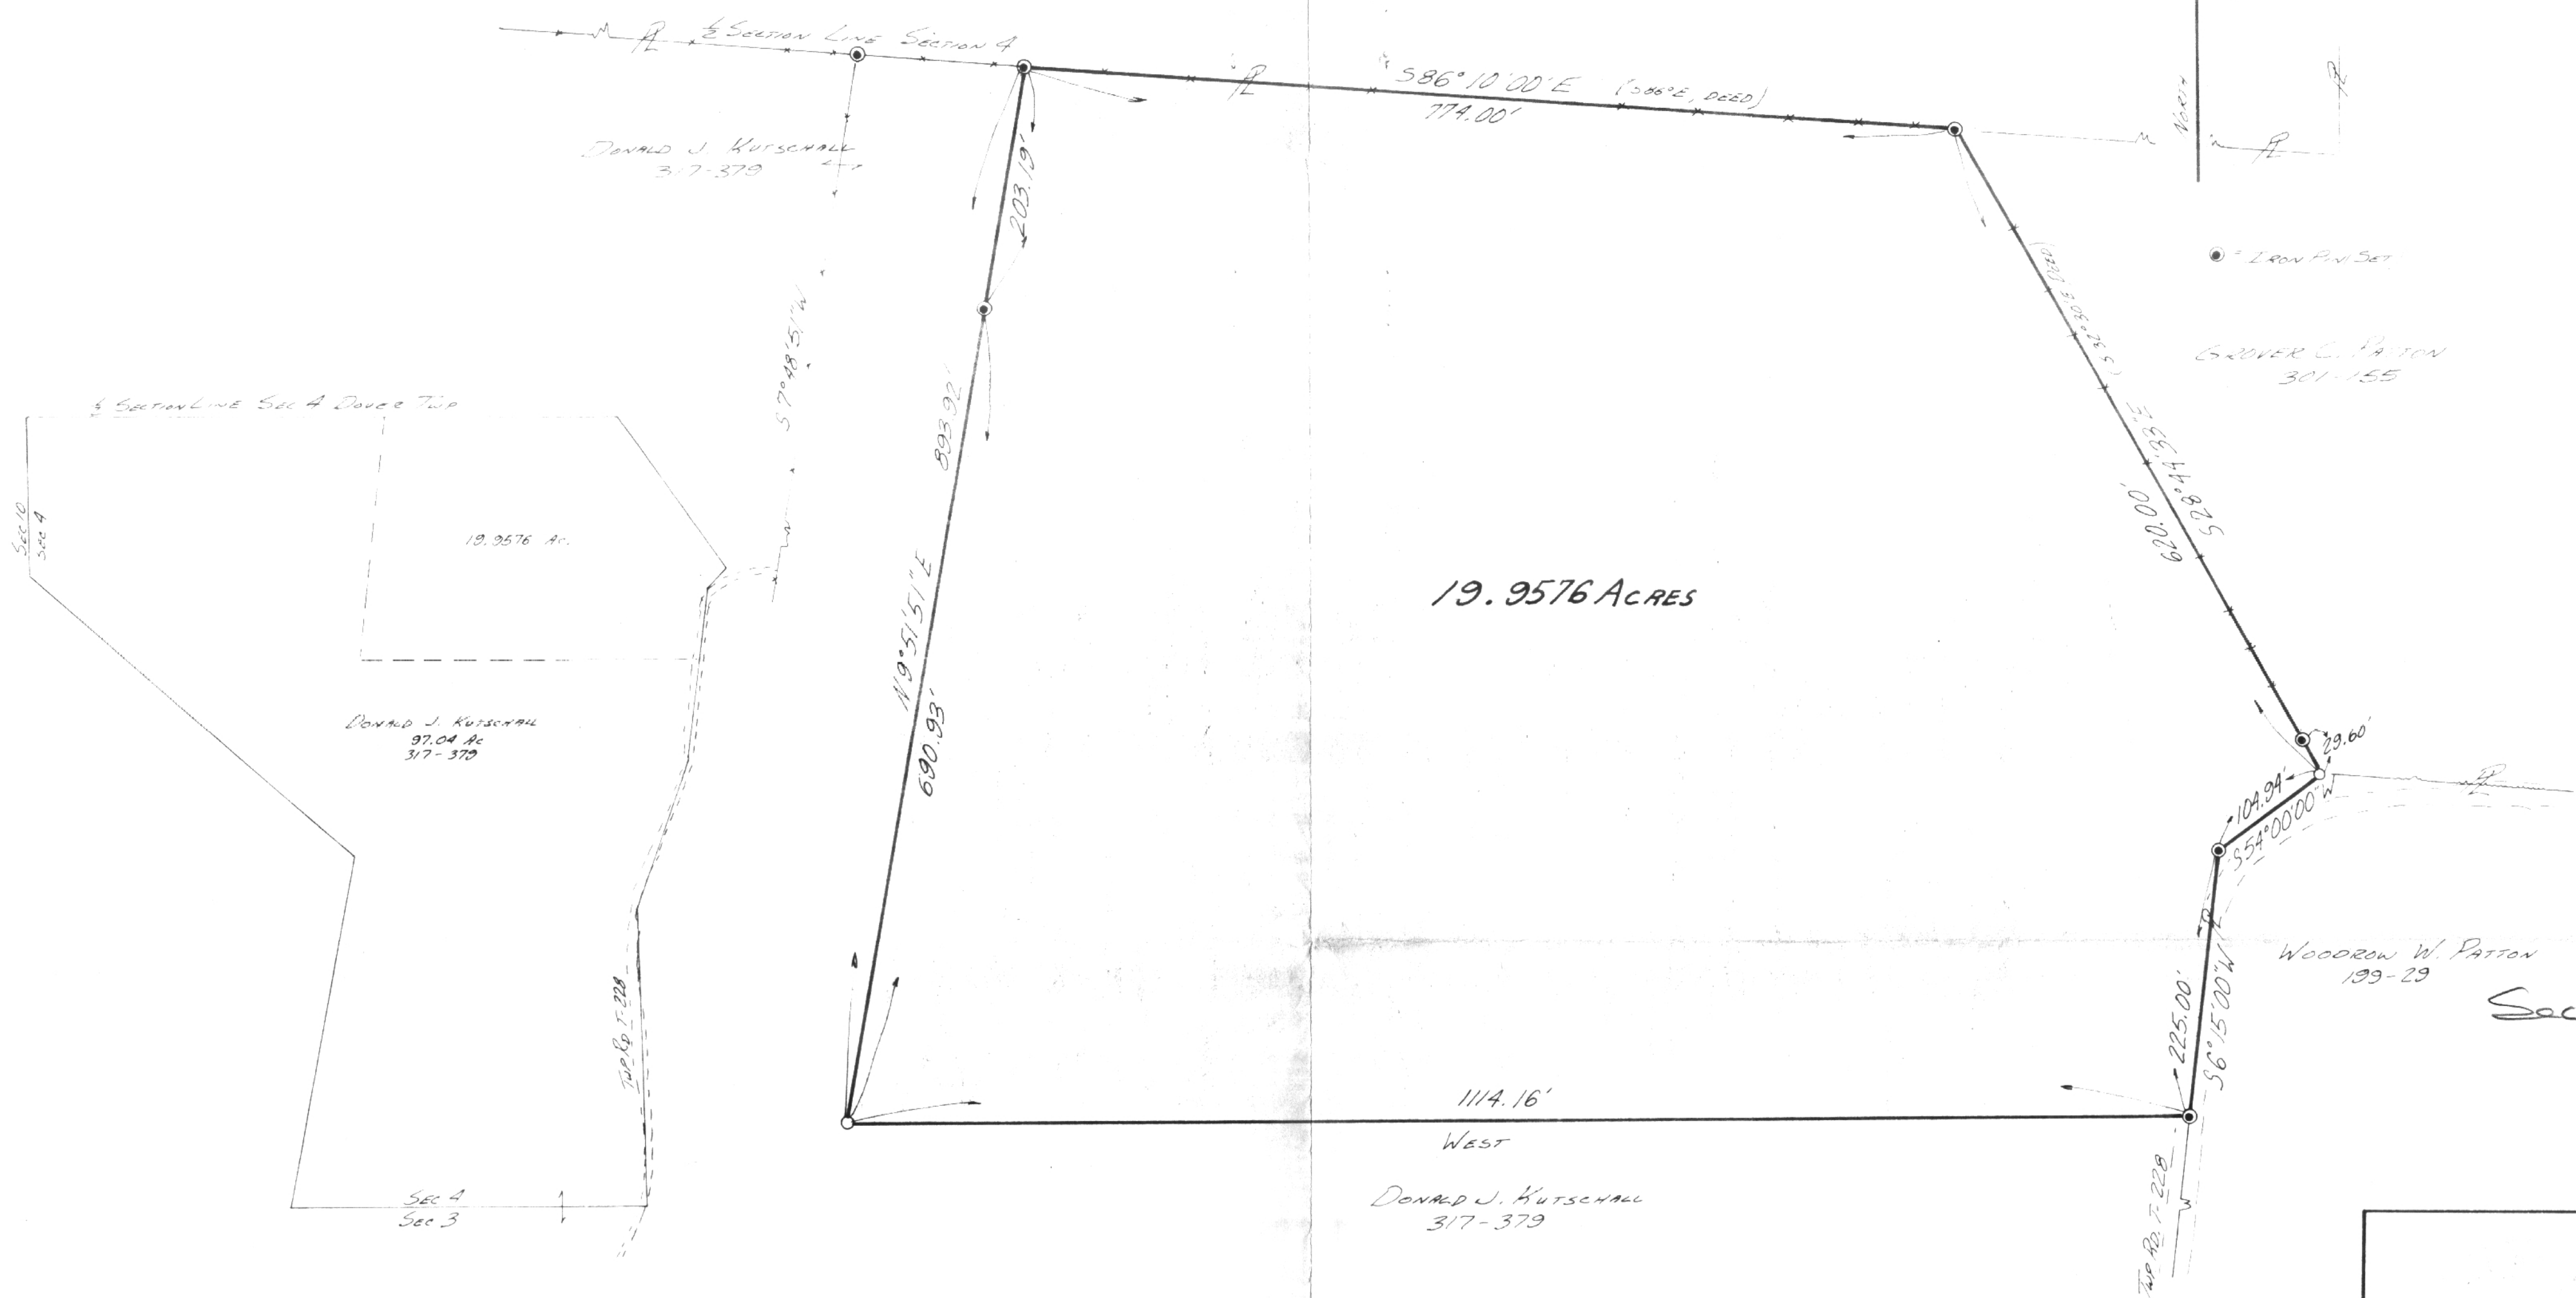 ½ SECTION LINE SECTION 4
S86°10'00"E (S86°E, DEED)
774.00'
NORTH
DONALD J KUTSCHALL
317-379
203.19'
= IRON PIN SET
(S 32°30'E DEED)
GROVER C. PATTON
301-155
S7°48'51"W
893.92'
½ SECTION LINE SEC 4 DOVER TWP
S28°44'33"E
620.00'
SEC 10
SEC 4
19.9576 AC.
N9°51'51"E
690.93'
19.9576 ACRES
DONALD J. KUTSCHALL
97.04 AC
317-379
29.60'
104.94'
S54°00'00"W
WOODROW W. PATTON
199-29
Sec
TWP RD T-228
225.00'
S6°15'00"W
1114.16'
WEST
SEC 4
SEC 3
DONALD J. KUTSCHALL
317-379
TWP. RD. T-228